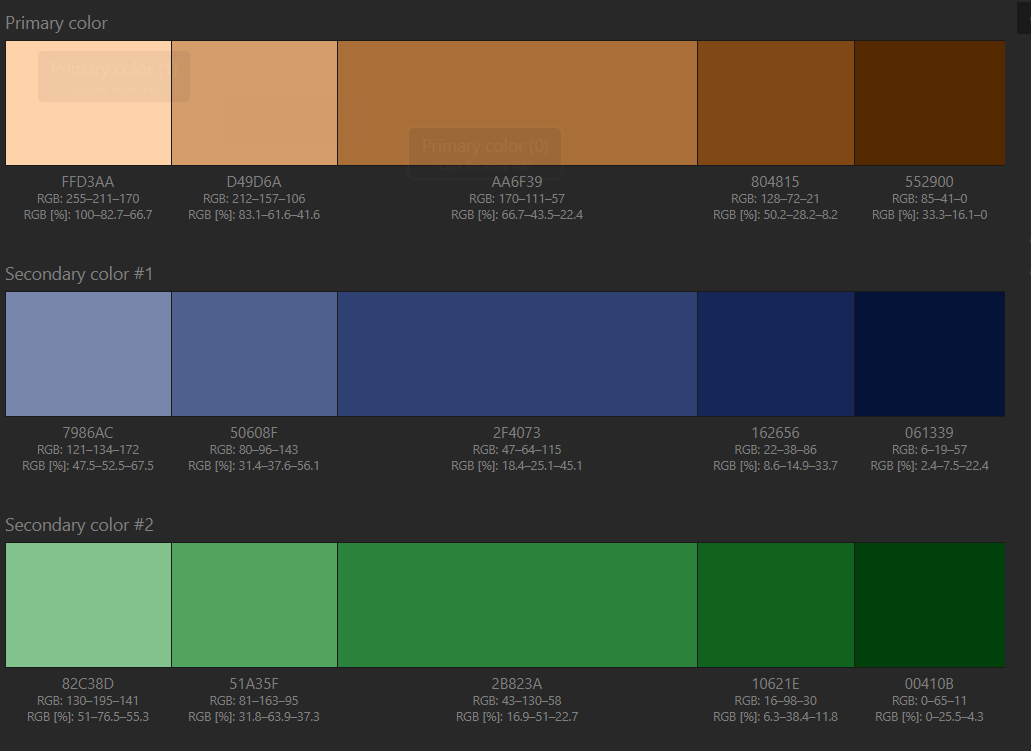 Primary color
Primary color (1)
Primary color (0)
FFD3AA D49D6A AA6F39 804815 552900
RGB: 255–211–170 RGB: 212–157–106 RGB: 170–111–57 RGB: 128–72–21 RGB: 85–41–0
RGB [%]: 100–82.7–66.7 RGB [%]: 83.1–61.6–41.6 RGB [%]: 66.7–43.5–22.4 RGB [%]: 50.2–28.2–8.2 RGB [%]: 33.3–16.1–0
Secondary color #1
7986AC 50608F 2F4073 162656 061339
RGB: 121–134–172 RGB: 80–96–143 RGB: 47–64–115 RGB: 22–38–86 RGB: 6–19–57
RGB [%]: 47.5–52.5–67.5 RGB [%]: 31.4–37.6–56.1 RGB [%]: 18.4–25.1–45.1 RGB [%]: 8.6–14.9–33.7 RGB [%]: 2.4–7.5–22.4
Secondary color #2
82C38D 51A35F 2B823A 10621E 00410B
RGB: 130–195–141 RGB: 81–163–95 RGB: 43–130–58 RGB: 16–98–30 RGB: 0–65–11
RGB [%]: 51–76.5–55.3 RGB [%]: 31.8–63.9–37.3 RGB [%]: 16.9–51–22.7 RGB [%]: 6.3–38.4–11.8 RGB [%]: 0–25.5–4.3